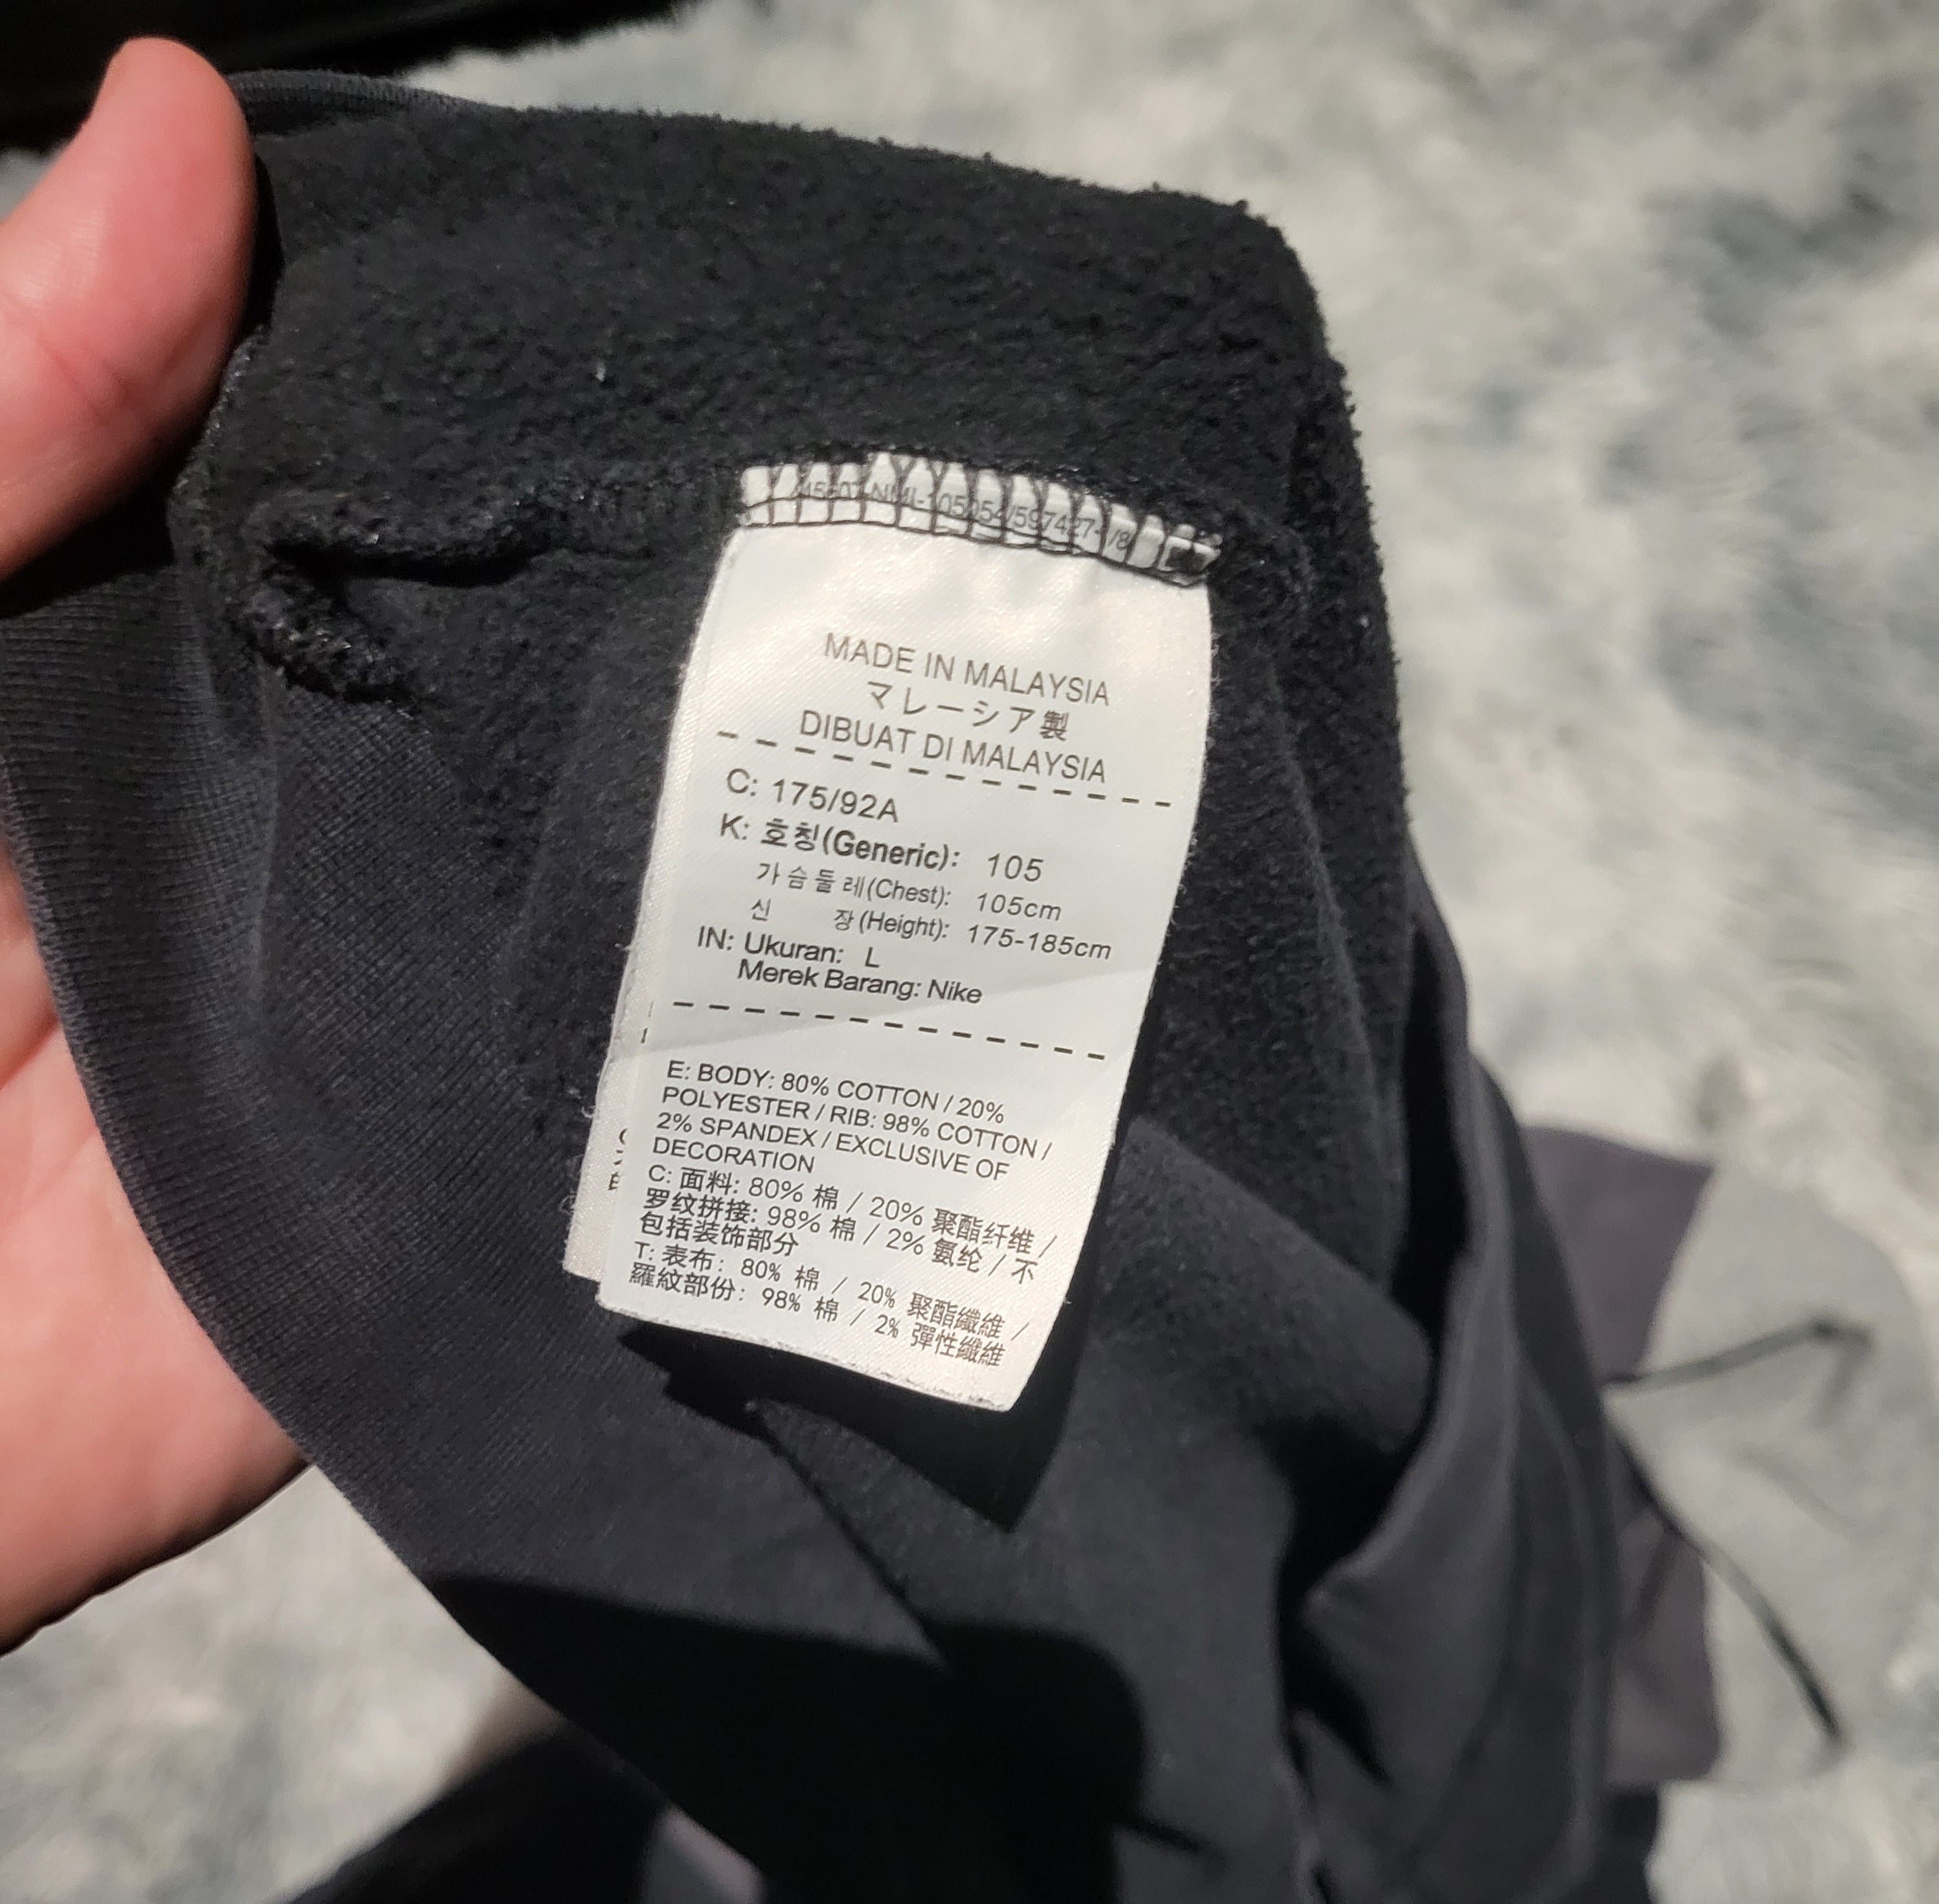 MADE IN MALAYSIA
マレーシア製
DIBUAT DI MALAYSIA
C: 175/92A
K: 호칭(Generic): 105
가슴둘레(Chest): 105cm
신 장(Height): 175-185cm
IN: Ukuran: L
Merek Barang: Nike
E: BODY: 80% COTTON / 20%
POLYESTER / RIB: 98% COTTON /
2% SPANDEX / EXCLUSIVE OF
DECORATION
C: 面料: 80% 棉 / 20% 聚酯纤维 /
罗纹拼接: 98% 棉 / 2% 氨纶 / 不
包括装饰部分
T: 表布: 80% 棉 / 20% 聚酯纖維 /
羅紋部份: 98% 棉 / 2% 彈性纖維